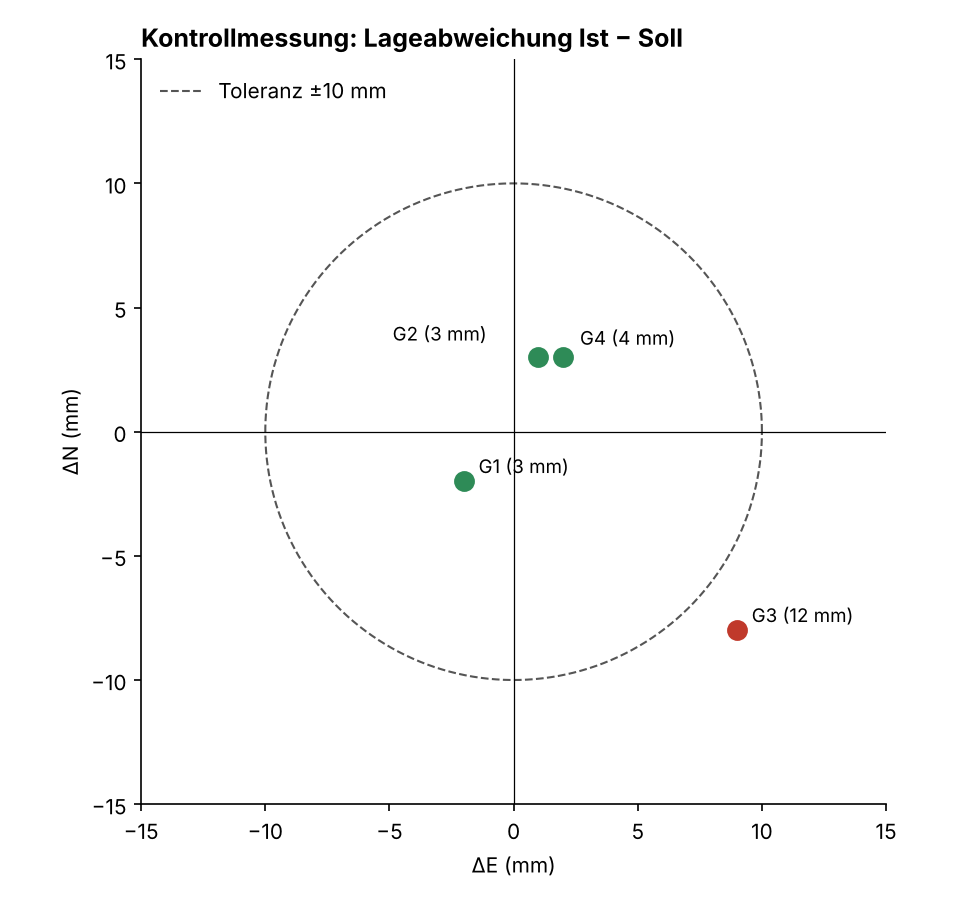 Kontrollmessung: Lageabweichung Ist − Soll
15
Toleranz ±10 mm
10
5
G2 (3 mm)
G4 (4 mm)
ΔN (mm)
0
G1 (3 mm)
−5
G3 (12 mm)
−10
−15
−15 −10 −5 0 5 10 15
ΔE (mm)